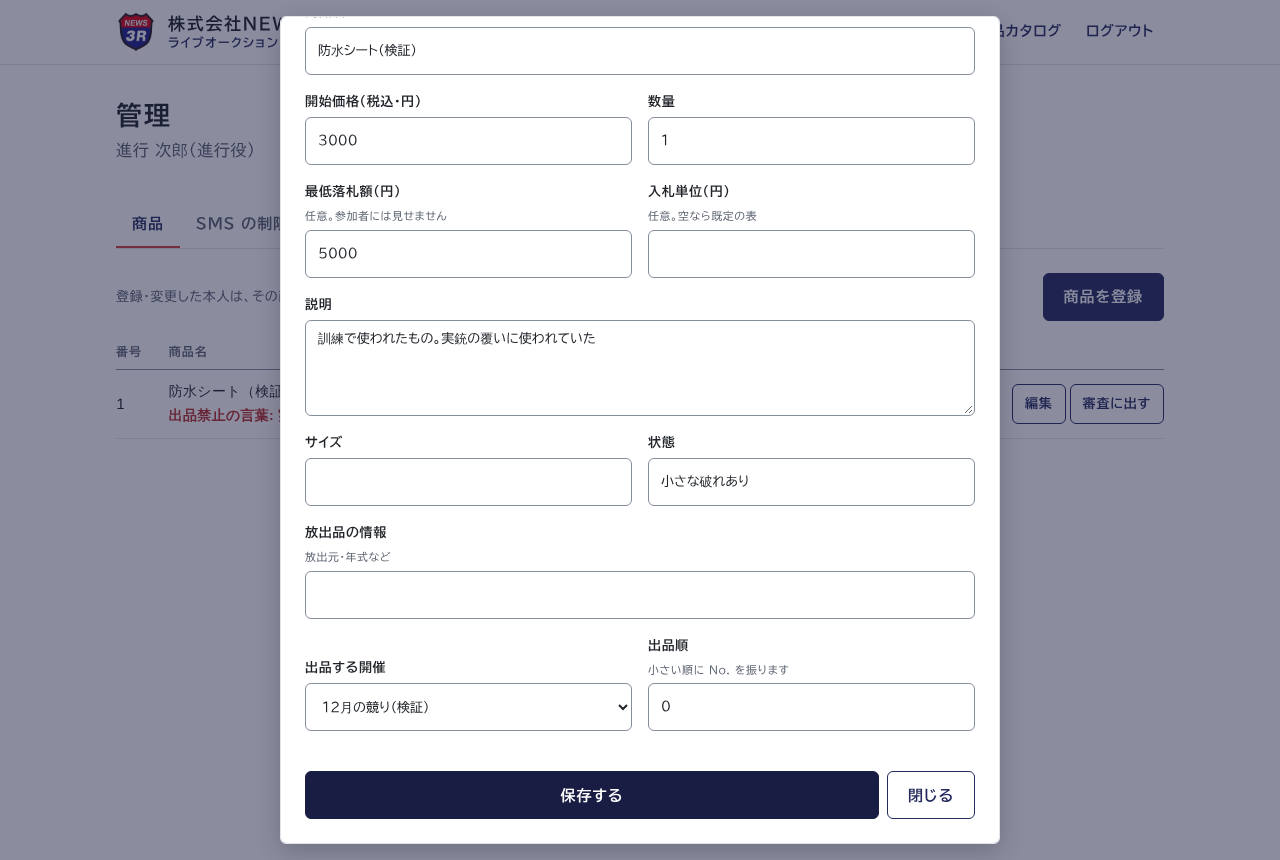 NEWS
3R
株式会社NEW
ライブオークション
品カタログ
ログアウト
管理
進行 次郎（進行役）
商品
SMS の制限
登録・変更した本人は、その
商品を登録
番号
商品名
1
防水シート（検証
出品禁止の言葉:
編集
審査に出す
防水シート（検証）
開始価格（税込・円）
数量
3000
1
最低落札額（円）
入札単位（円）
任意。参加者には見せません
任意。空なら既定の表
5000
説明
訓練で使われたもの。実銃の覆いに使われていた
サイズ
状態
小さな破れあり
放出品の情報
放出元・年式など
出品する開催
出品順
小さい順に No. を振ります
12月の競り（検証）
0
保存する
閉じる